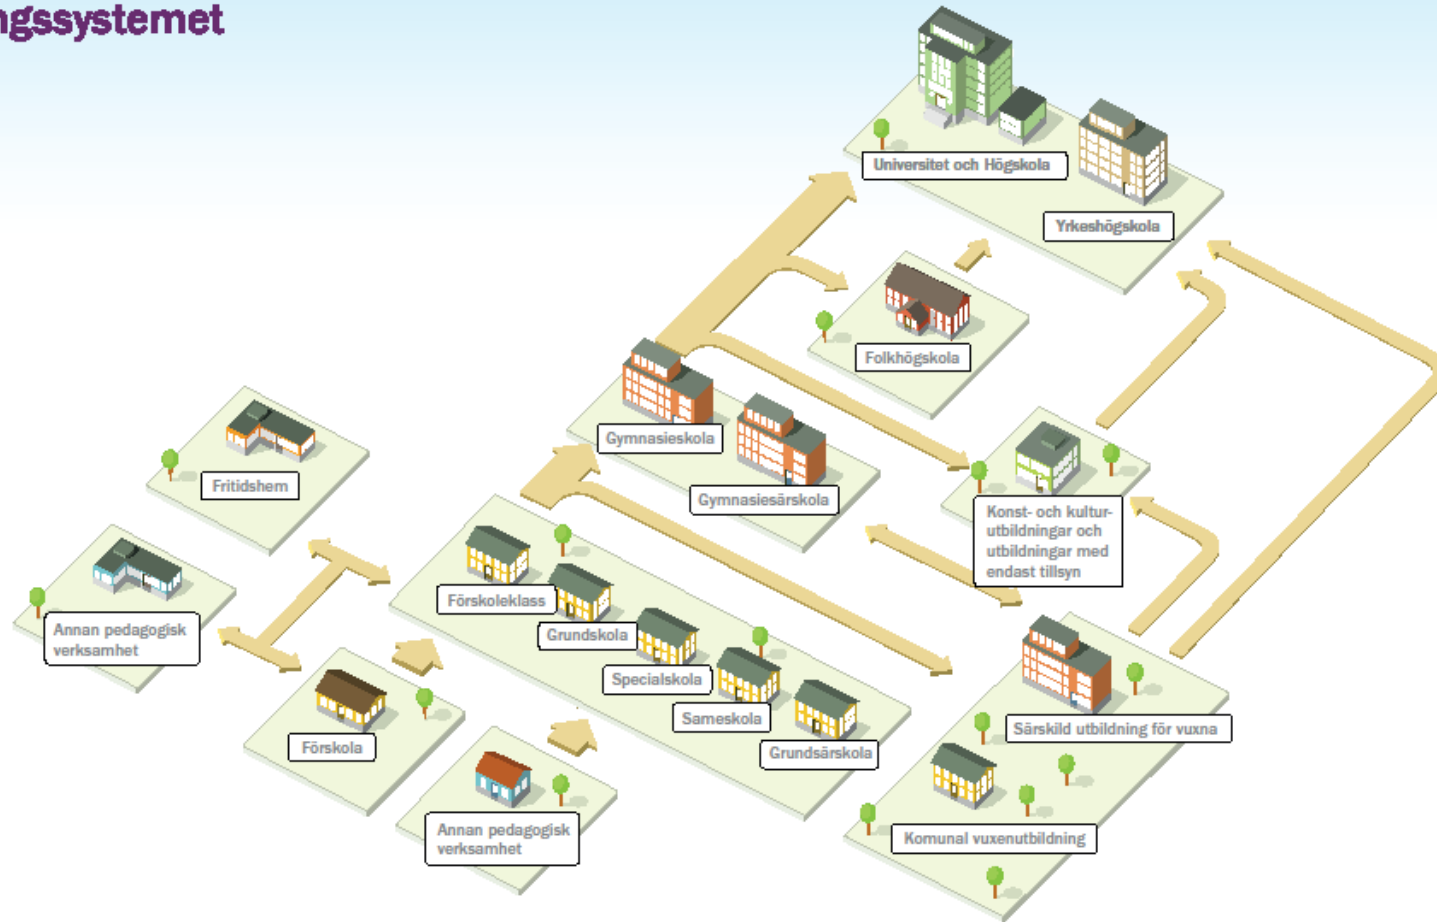 ngssystemet
Universitet och Högskola
Yrkeshögskola
Folkhögskola
Gymnasieskola
Gymnasiesärskola
Fritidshem
Konst- och kultur-
utbildningar och
utbildningar med
endast tillsyn
Förskoleklass
Grundskola
Annan pedagogisk
verksamhet
Specialskola
Sameskola
Särskild utbildning för vuxna
Förskola
Grundsärskola
Annan pedagogisk
verksamhet
Komunal vuxenutbildning